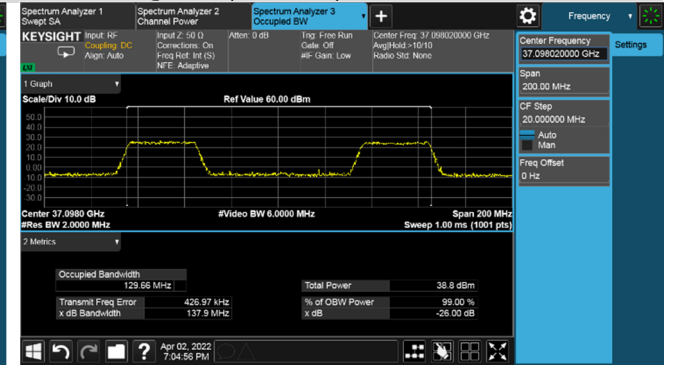 Spectrum Analyzer 1
Swept SA
Spectrum Analyzer 2
Channel Power
Spectrum Analyzer 3
Occupied BW
+
Frequency
KEYSIGHT
Input: RF
Coupling: DC
Align: Auto
Input Z: 50 Ω
Corrections: On
Freq Ref: Int (S)
NFE: Adaptive
Atten: 0 dB
Trig: Free Run
Gate: Off
#IF Gain: Low
Center Freq: 37.098020000 GHz
Avg|Hold:>10/10
Radio Std: None
LXI
Center Frequency
37.098020000 GHz
Settings
Span
200.00 MHz
CF Step
20.000000 MHz
Auto
Man
Freq Offset
0 Hz
1 Graph
Scale/Div 10.0 dB
Ref Value 60.00 dBm
50.0
40.0
30.0
20.0
10.0
0.00
-10.0
-20.0
-30.0
Center 37.0980 GHz
#Video BW 6.0000 MHz
Span 200 MHz
#Res BW 2.0000 MHz
Sweep 1.00 ms (1001 pts)
2 Metrics
Occupied Bandwidth
129.66 MHz
Total Power
38.8 dBm
Transmit Freq Error
426.97 kHz
% of OBW Power
99.00 %
x dB Bandwidth
137.9 MHz
x dB
-26.00 dB
?
Apr 02, 2022
7:04:56 PM